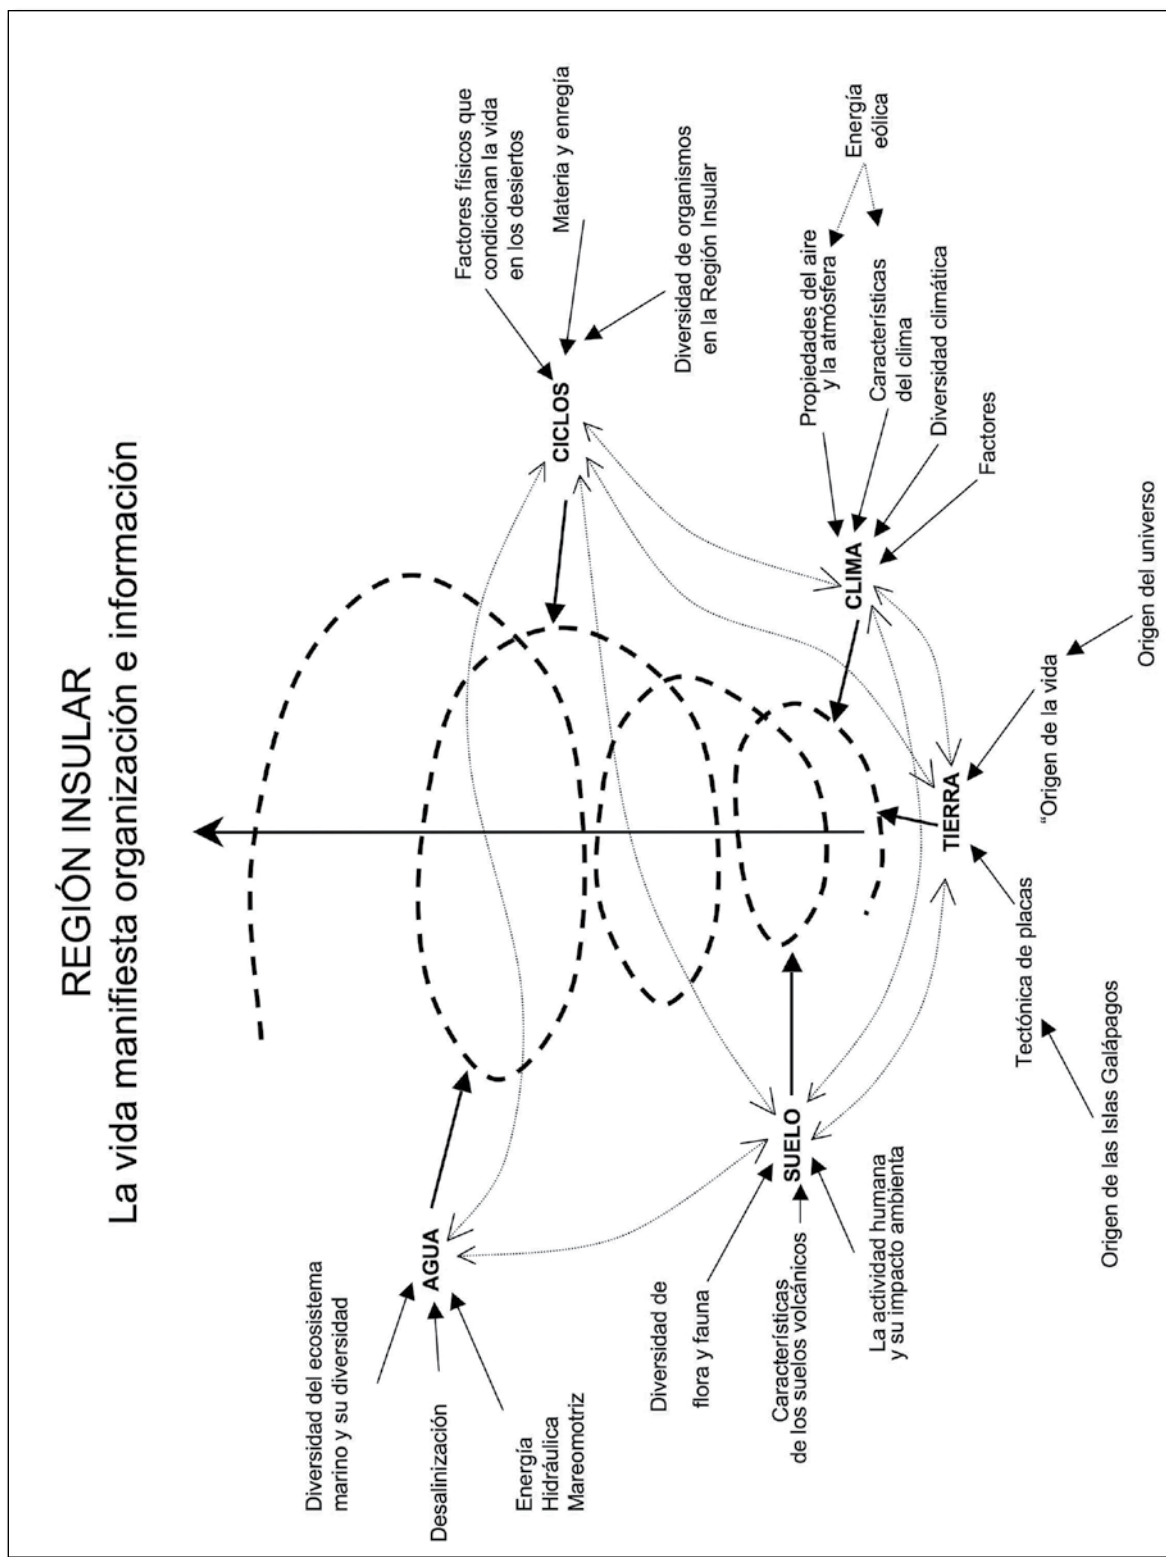 REGIÓN INSULAR
La vida manifiesta organización e información
Diversidad del ecosistema
marino y su diversidad
Desalinización
Energía
Hidráulica
Mareomotriz
AGUA
Factores físicos que
condicionan la vida
en los desiertos
Materia y enregía
Diversidad de organismos
en la Región Insular
CICLOS
Diversidad de
flora y fauna
Características
de los suelos volcánicos
La actividad humana
y su impacto ambienta
SUELO
Propiedades del aire
y la atmósfera
Energía
eólica
Características
del clima
Diversidad climática
Factores
CLIMA
TIERRA
Tectónica de placas
Origen de las Islas Galápagos
“Origen de la vida
Origen del universo